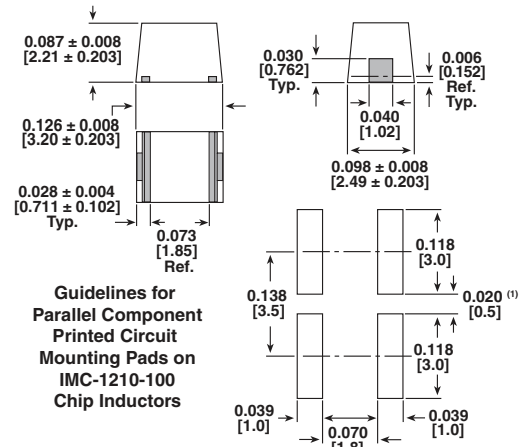 0.087 ± 0.008
[2.21 ± 0.203]
0.126 ± 0.008
[3.20 ± 0.203]
0.028 ± 0.004
[0.711 ± 0.102]
Typ.
0.073
[1.85]
Ref.
0.030
[0.762]
Typ.
0.006
[0.152]
Ref.
Typ.
0.040
[1.02]
0.098 ± 0.008
[2.49 ± 0.203]
Guidelines for
Parallel Component
Printed Circuit
Mounting Pads on
IMC-1210-100
Chip Inductors
0.138
[3.5]
0.118
[3.0]
0.020 (1)
[0.5]
0.118
[3.0]
0.039
[1.0]
0.070
[1.8]
0.039
[1.0]